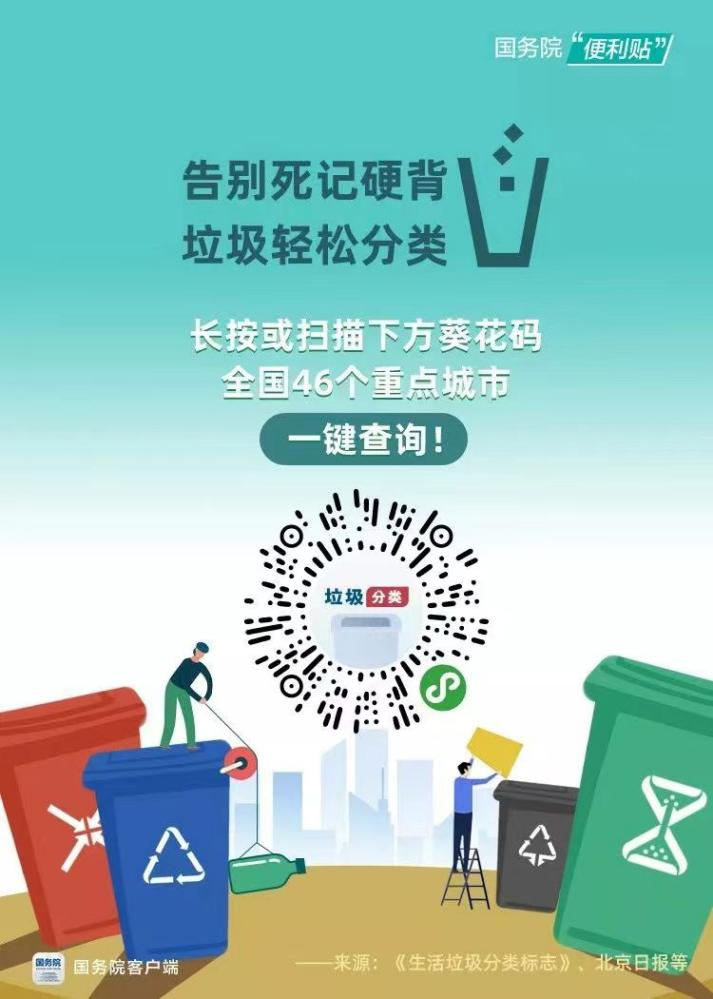 国务院“便利贴”
告别死记硬背
垃圾轻松分类
长按或扫描下方葵花码
全国46个重点城市
一键查询！
垃圾分类
国务院
国务院客户端
——来源：《生活垃圾分类标志》、北京日报等